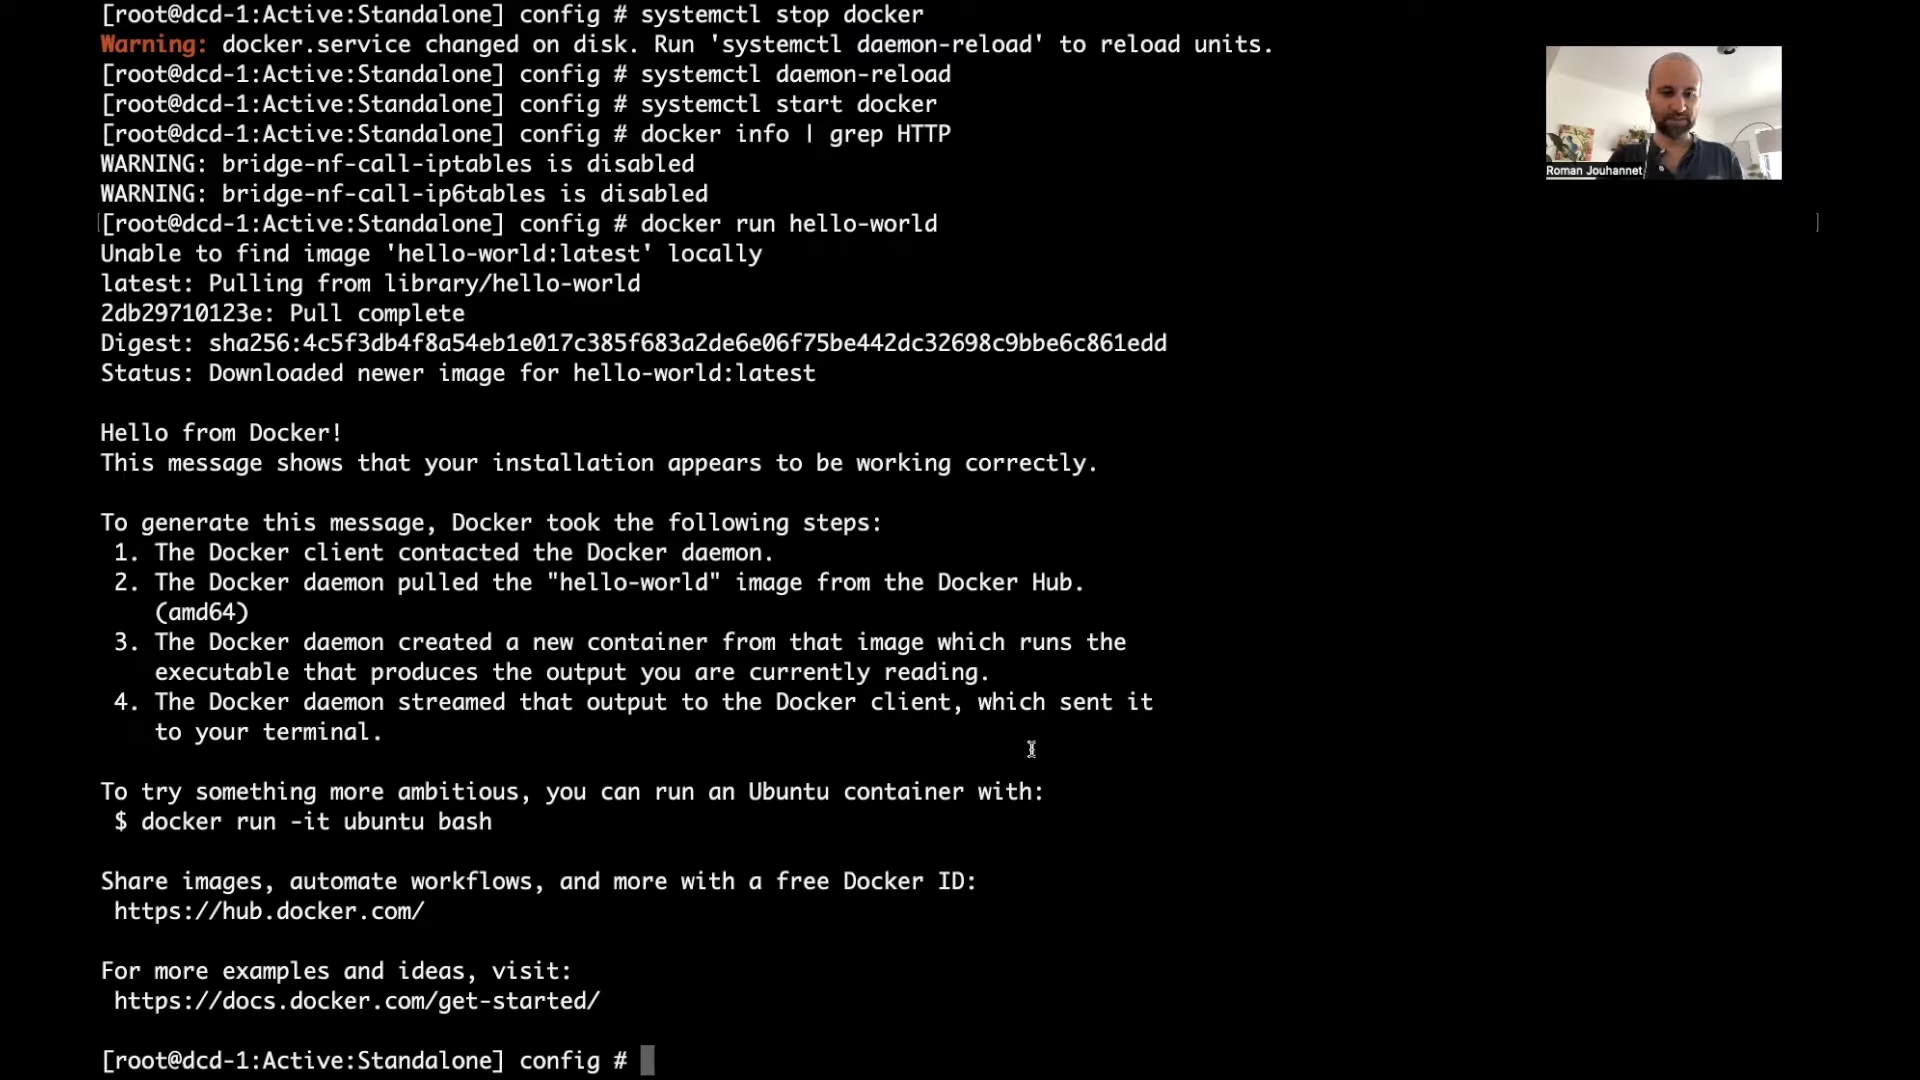 [root@dcd-1:Active:Standalone] config # systemctl stop docker
Warning: docker.service changed on disk. Run 'systemctl daemon-reload' to reload units.
[root@dcd-1:Active:Standalone] config # systemctl daemon-reload
[root@dcd-1:Active:Standalone] config # systemctl start docker
[root@dcd-1:Active:Standalone] config # docker info | grep HTTP
WARNING: bridge-nf-call-iptables is disabled
WARNING: bridge-nf-call-ip6tables is disabled
[[root@dcd-1:Active:Standalone] config # docker run hello-world ]
Unable to find image 'hello-world:latest' locally
latest: Pulling from library/hello-world
2db29710123e: Pull complete
Digest: sha256:4c5f3db4f8a54eb1e017c385f683a2de6e06f75be442dc32698c9bbe6c861edd
Status: Downloaded newer image for hello-world:latest
Hello from Docker!
This message shows that your installation appears to be working correctly.
To generate this message, Docker took the following steps:
1. The Docker client contacted the Docker daemon.
2. The Docker daemon pulled the "hello-world" image from the Docker Hub.
(amd64)
3. The Docker daemon created a new container from that image which runs the
executable that produces the output you are currently reading.
4. The Docker daemon streamed that output to the Docker client, which sent it
to your terminal.
To try something more ambitious, you can run an Ubuntu container with:
$ docker run -it ubuntu bash
Share images, automate workflows, and more with a free Docker ID:
https://hub.docker.com/
For more examples and ideas, visit:
https://docs.docker.com/get-started/
[root@dcd-1:Active:Standalone] config #
Roman Jouhannet